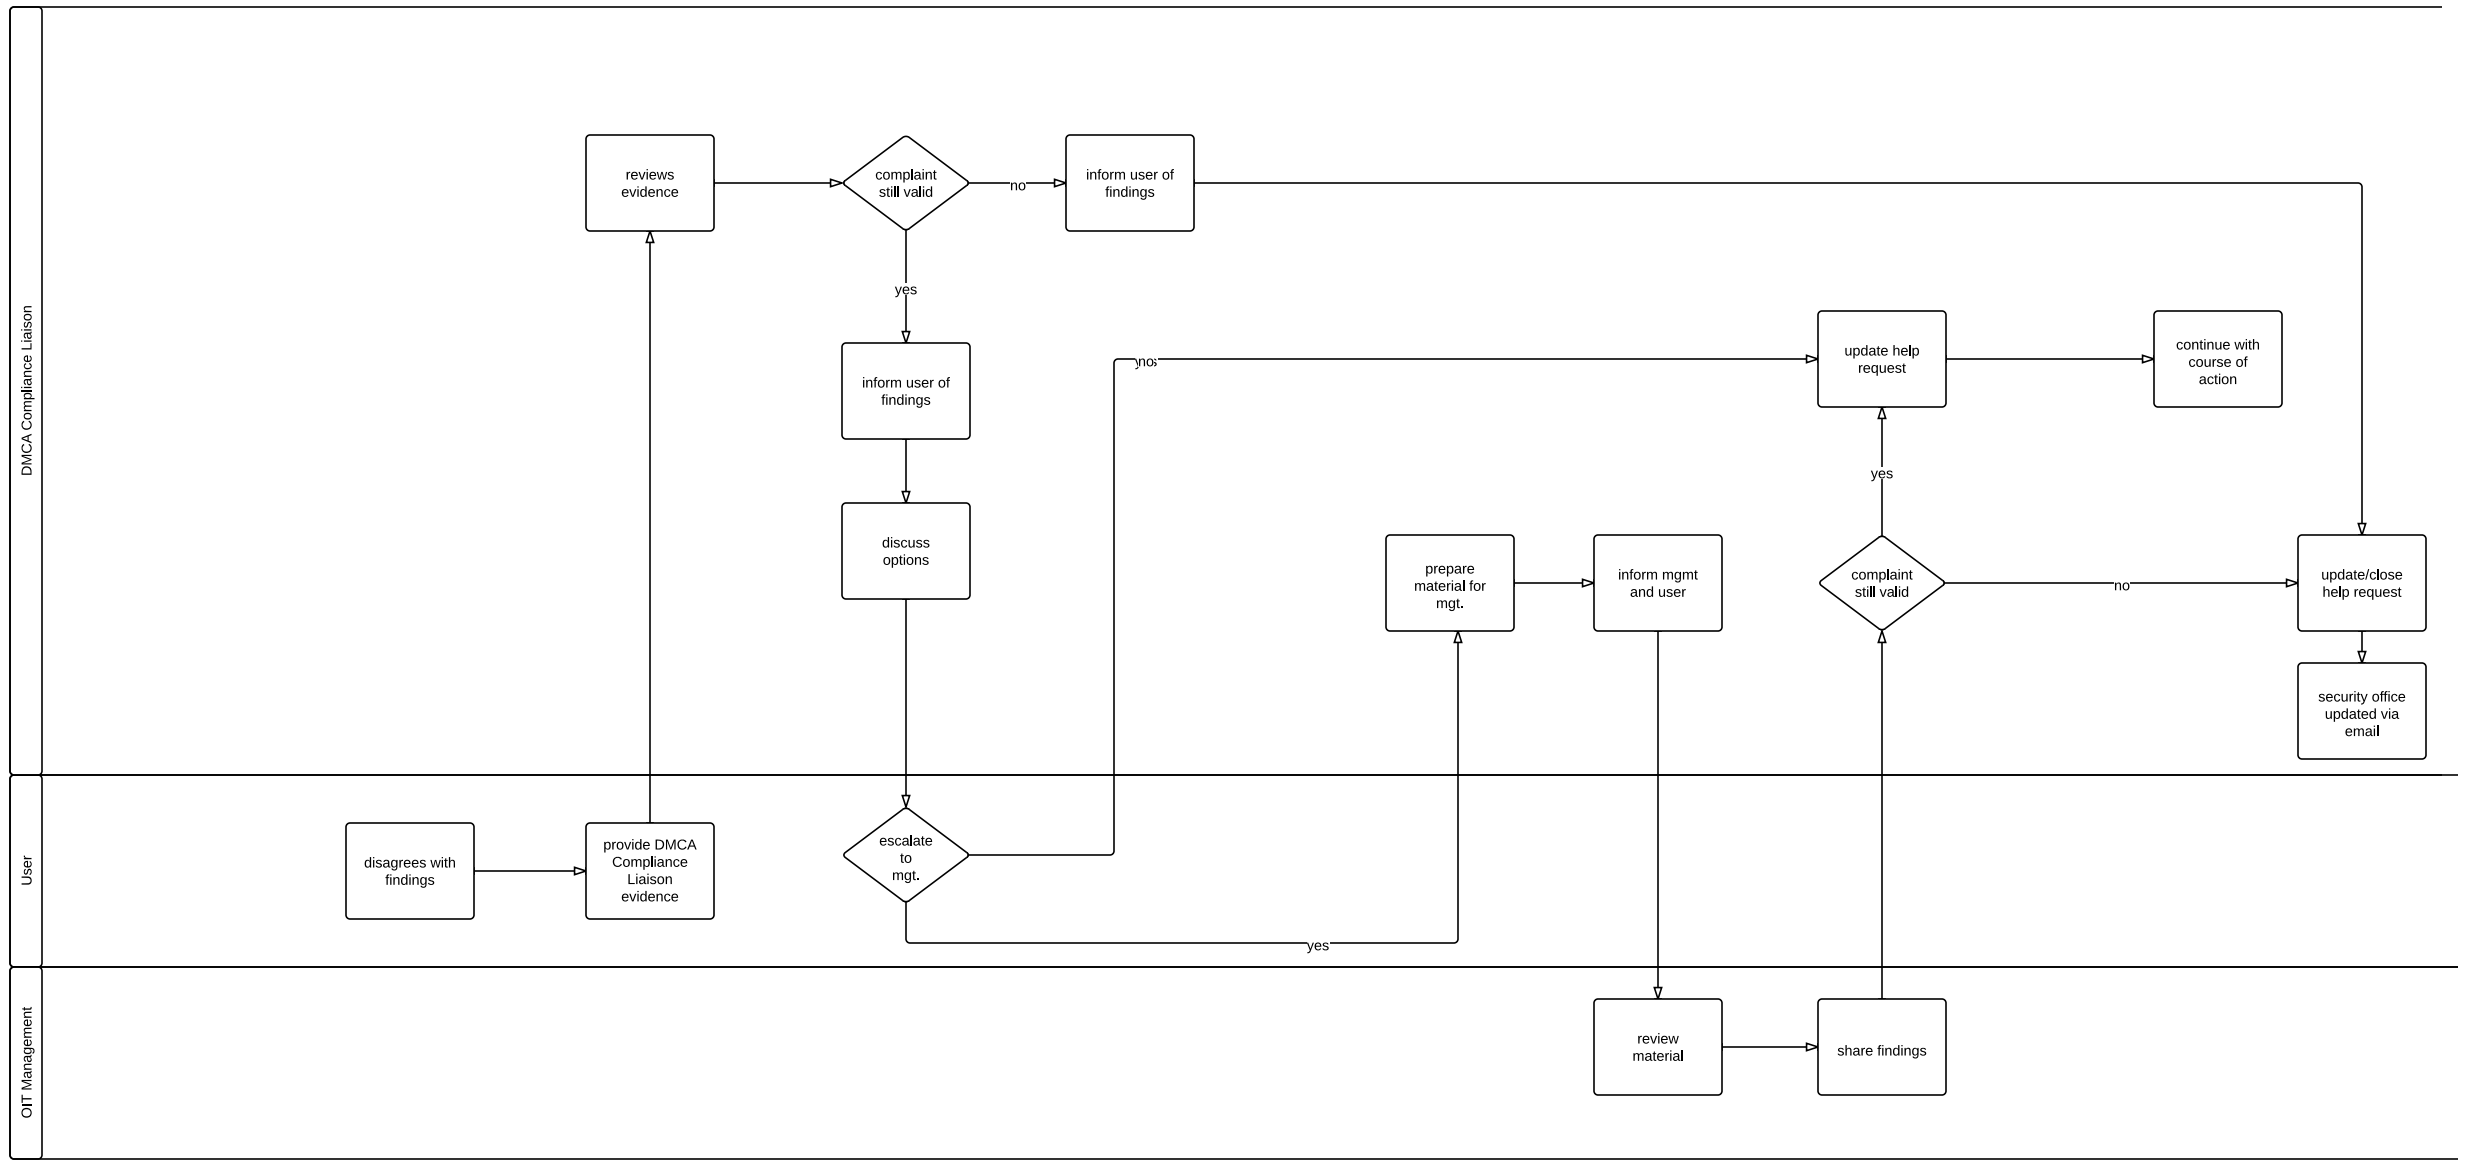 DMCA Compliance Liaison
reviews
evidence
complaint
still valid
no
inform user of
findings
yes
inform user of
findings
discuss
options
no
update help
request
continue with
course of
action
yes
prepare
material for
mgt.
inform mgmt
and user
complaint
still valid
no
update/close
help request
security office
updated via
email
User
disagrees with
findings
provide DMCA
Compliance
Liaison
evidence
escalate
to
mgt.
yes
OIT Management
review
material
share findings